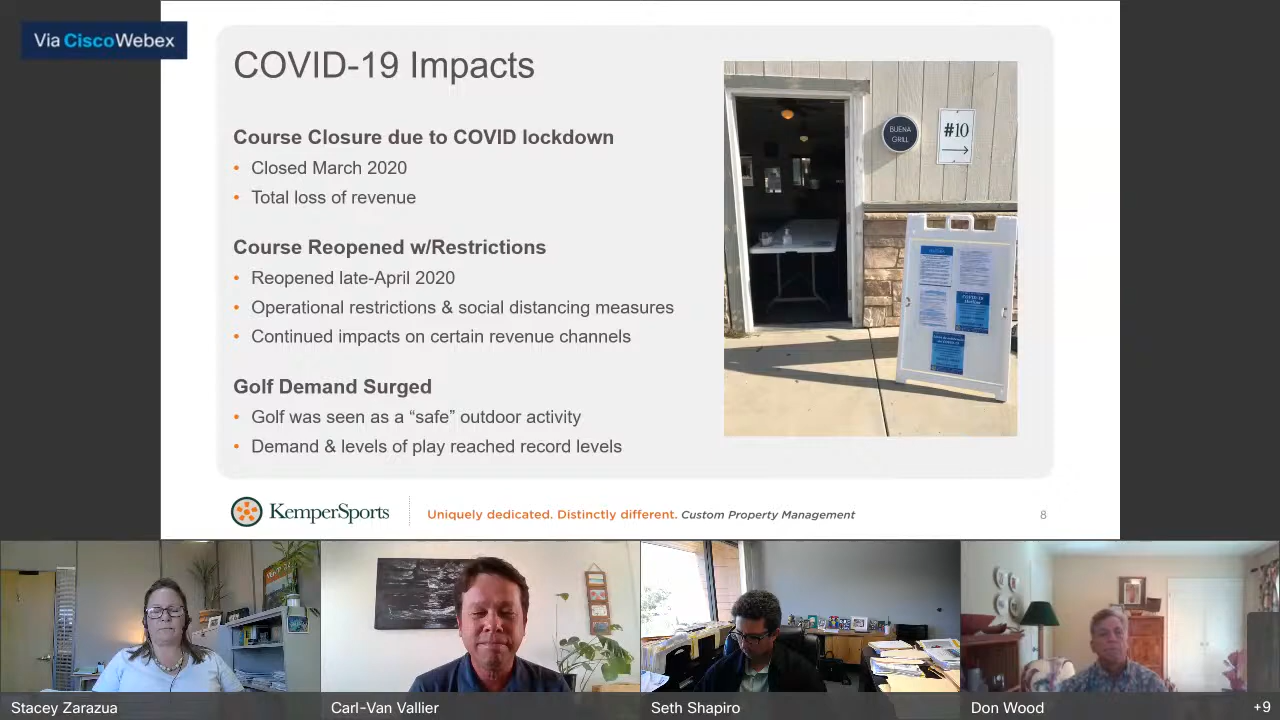 Via CiscoWebex
COVID-19 Impacts
Course Closure due to COVID lockdown
• Closed March 2020
• Total loss of revenue
Course Reopened w/Restrictions
• Reopened late-April 2020
• Operational restrictions & social distancing measures
• Continued impacts on certain revenue channels
Golf Demand Surged
• Golf was seen as a “safe” outdoor activity
• Demand & levels of play reached record levels
BUENA
GRILL
#10
KemperSports
Uniquely dedicated. Distinctly different. Custom Property Management
8
Stacey Zarazua
Carl-Van Vallier
Seth Shapiro
Don Wood
+9